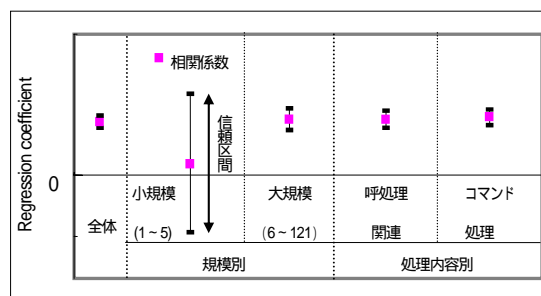 Regression coefficient
相関係数
信頼区間
0
小規模
大規模
呼処理
コマンド
全体
(1~5)
(6~121)
関連
処理
規模別
処理内容別